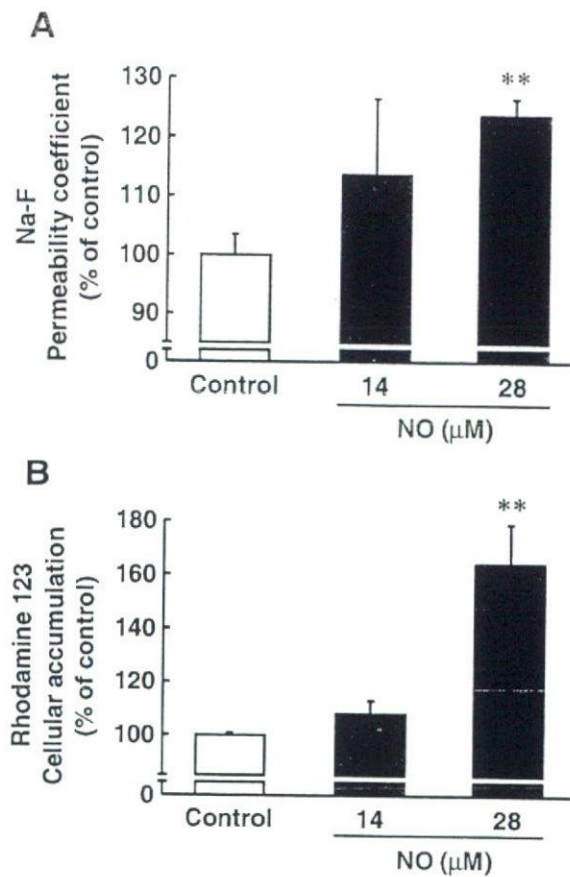 A
Na-F
Permeability coefficient
(% of control)
130
120
110
100
90
0
**
Control
14
28
NO (μM)
B
Rhodamine 123
Cellular accumulation
(% of control)
180
160
140
120
100
0
**
Control
14
28
NO (μM)